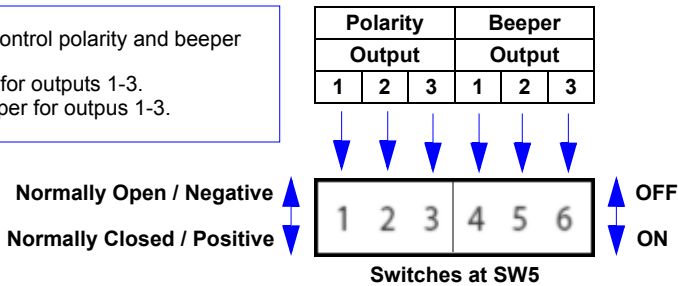 ontrol polarity and beeper
for outputs 1-3.
per for outpus 1-3.
Polarity Beeper
Output Output
1 2 3 1 2 3
Normally Open / Negative
Normally Closed / Positive
1 2 3 4 5 6
OFF
ON
Switches at SW5